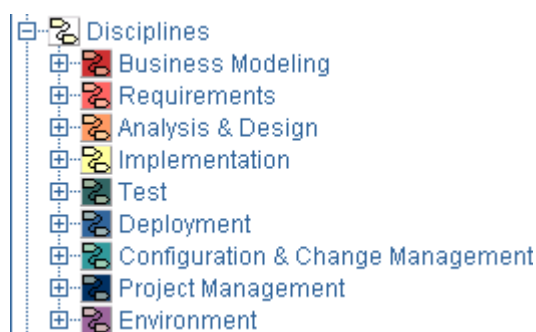 Disciplines
Business Modeling
Requirements
Analysis & Design
Implementation
Test
Deployment
Configuration & Change Management
Project Management
Environment